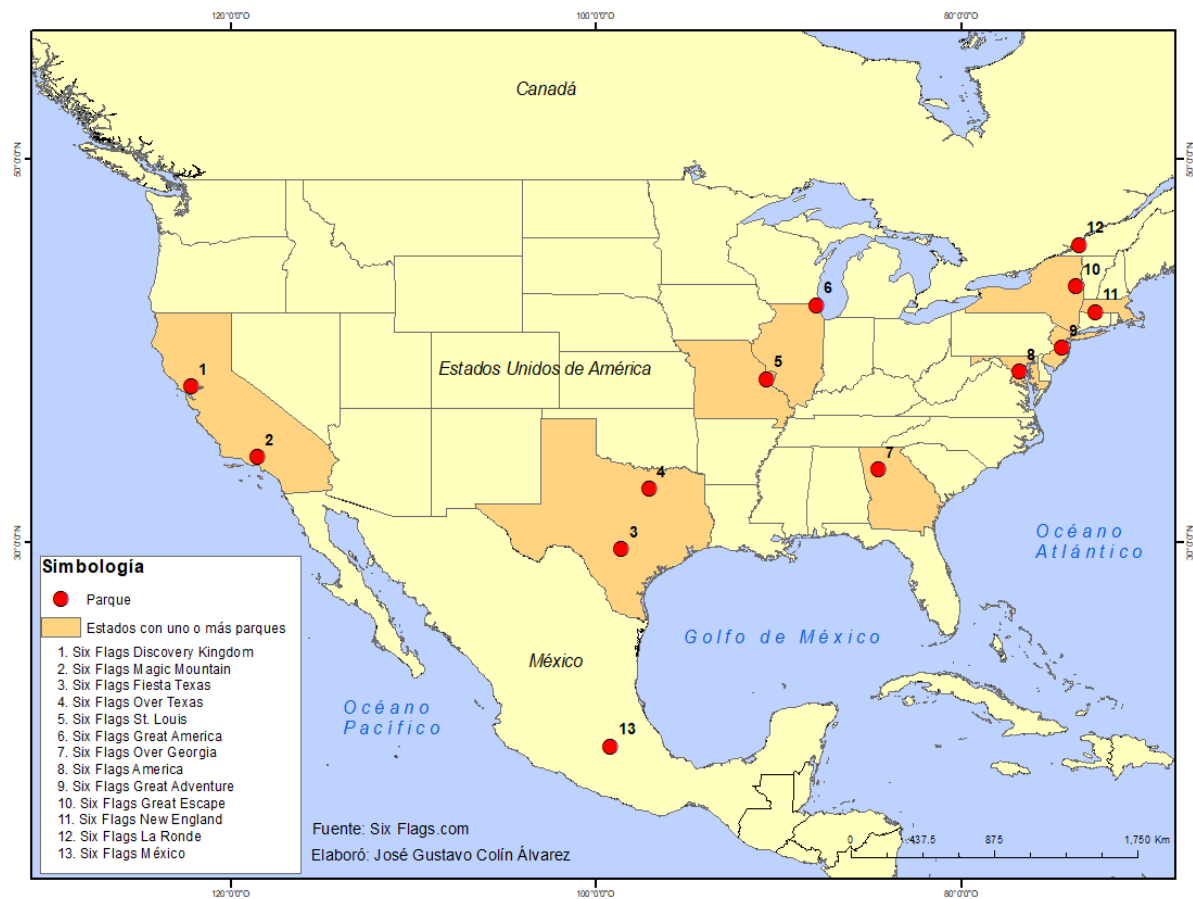 120°0'0"O
100°0'0"O
80°0'0"O
50°0'0"N
50°0'0"N
Canadá
12
10
11
6
9
8
Estados Unidos de América
5
1
2
7
4
3
Océano
Atlántico
30°0'0"N
30°0'0"N
Golfo de México
México
Océano
Pacífico
13
Simbología
Parque
Estados con uno o más parques
1. Six Flags Discovery Kingdom
2. Six Flags Magic Mountain
3. Six Flags Fiesta Texas
4. Six Flags Over Texas
5. Six Flags St. Louis
6. Six Flags Great America
7. Six Flags Over Georgia
8. Six Flags America
9. Six Flags Great Adventure
10. Six Flags Great Escape
11. Six Flags New England
12. Six Flags La Ronde
13. Six Flags México
Fuente: Six Flags.com
Elaboró: José Gustavo Colín Álvarez
0 437.5 875 1,750 Km
120°0'0"O
100°0'0"O
80°0'0"O